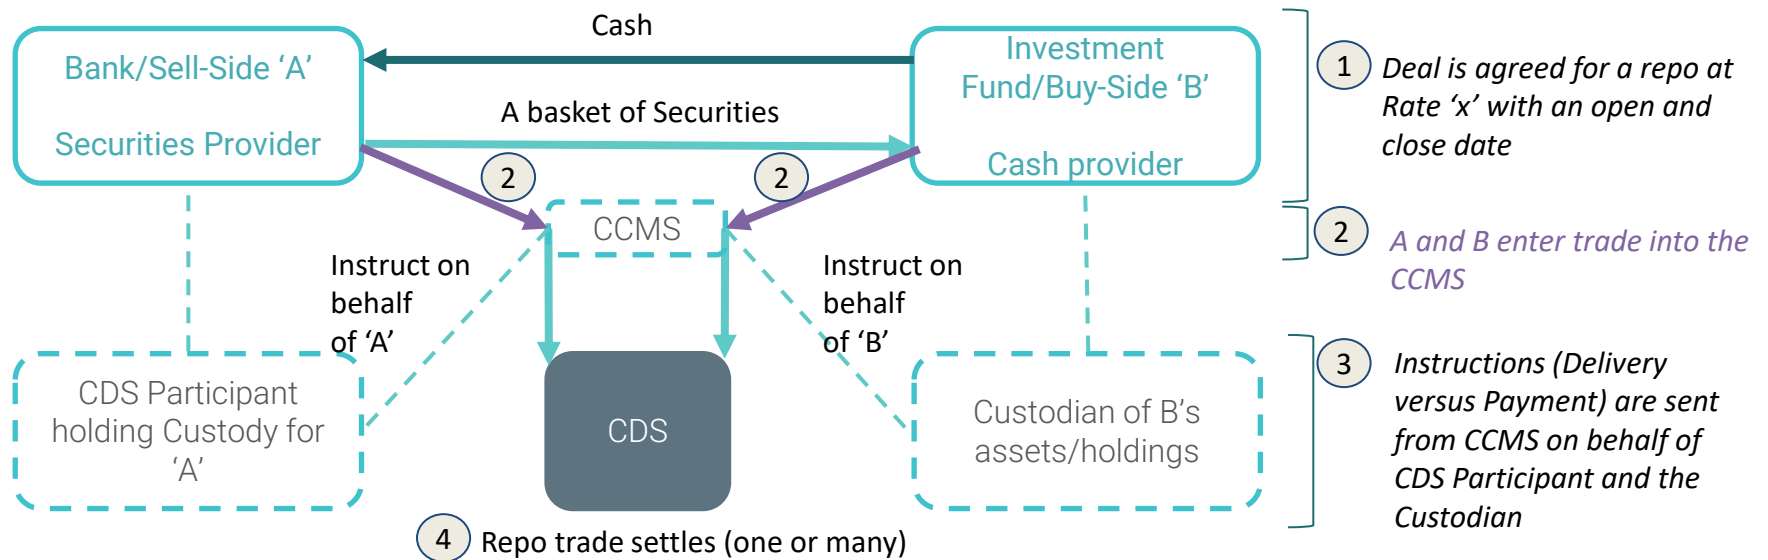 Cash
Bank/Sell-Side ‘A’
Securities Provider
Investment
Fund/Buy-Side ‘B’
Cash provider
A basket of Securities
1
Deal is agreed for a repo at
Rate ‘x’ with an open and
close date
2
2
CCMS
2
A and B enter trade into the
CCMS
Instruct on
behalf
of ‘A’
Instruct on
behalf
of ‘B’
CDS Participant
holding Custody for
‘A’
CDS
Custodian of B’s
assets/holdings
3
Instructions (Delivery
versus Payment) are sent
from CCMS on behalf of
CDS Participant and the
Custodian
4
Repo trade settles (one or many)